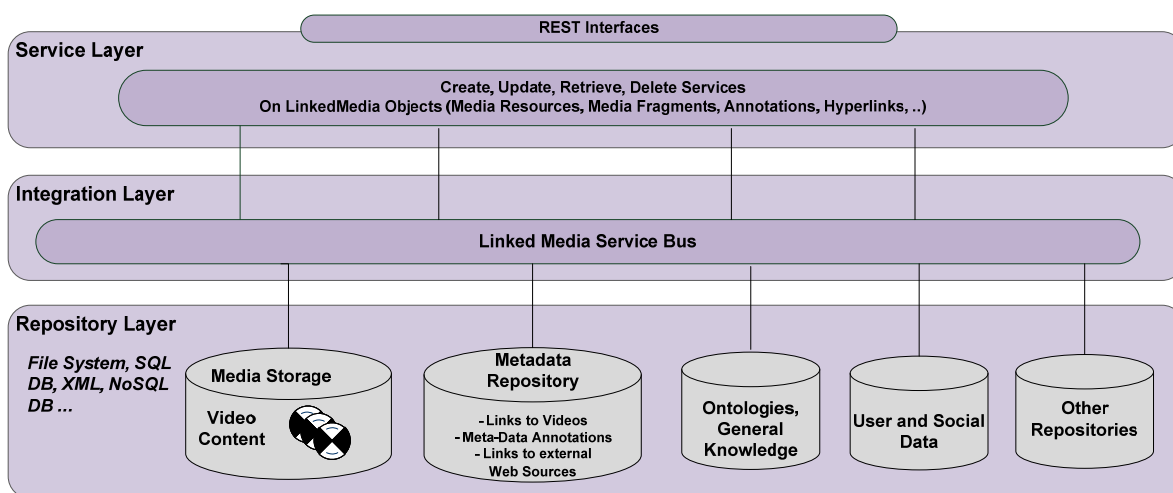 REST Interfaces
Service Layer
Create, Update, Retrieve, Delete Services
On LinkedMedia Objects (Media Resources, Media Fragments, Annotations, Hyperlinks, ..)
Integration Layer
Linked Media Service Bus
Repository Layer
File System, SQL
DB, XML, NoSQL
DB ...
Media Storage
Video
Content
Metadata
Repository
- Links to Videos
- Meta-Data Annotations
- Links to external
Web Sources
Ontologies,
General
Knowledge
User and Social
Data
Other
Repositories